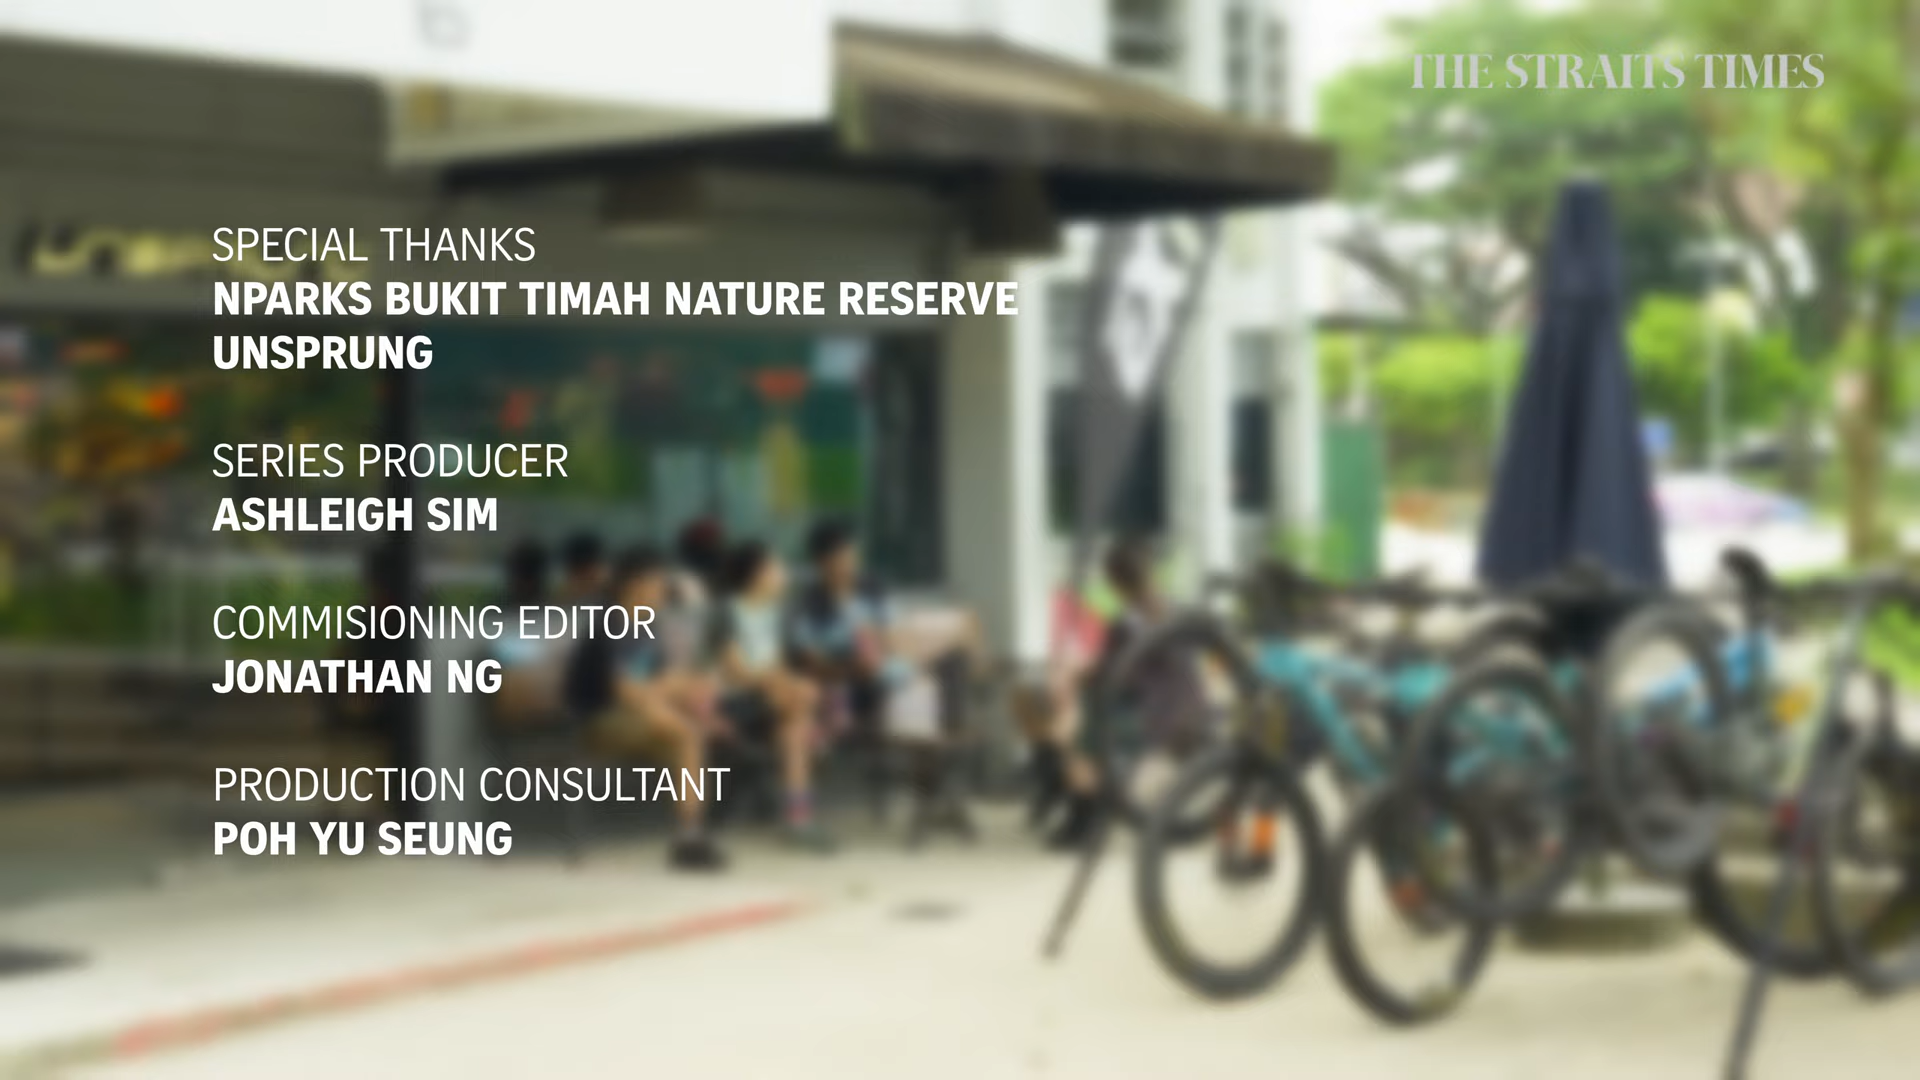 THE STRAITS TIMES
SPECIAL THANKS
NPARKS BUKIT TIMAH NATURE RESERVE
UNSPRUNG
SERIES PRODUCER
ASHLEIGH SIM
COMMISIONING EDITOR
JONATHAN NG
PRODUCTION CONSULTANT
POH YU SEUNG